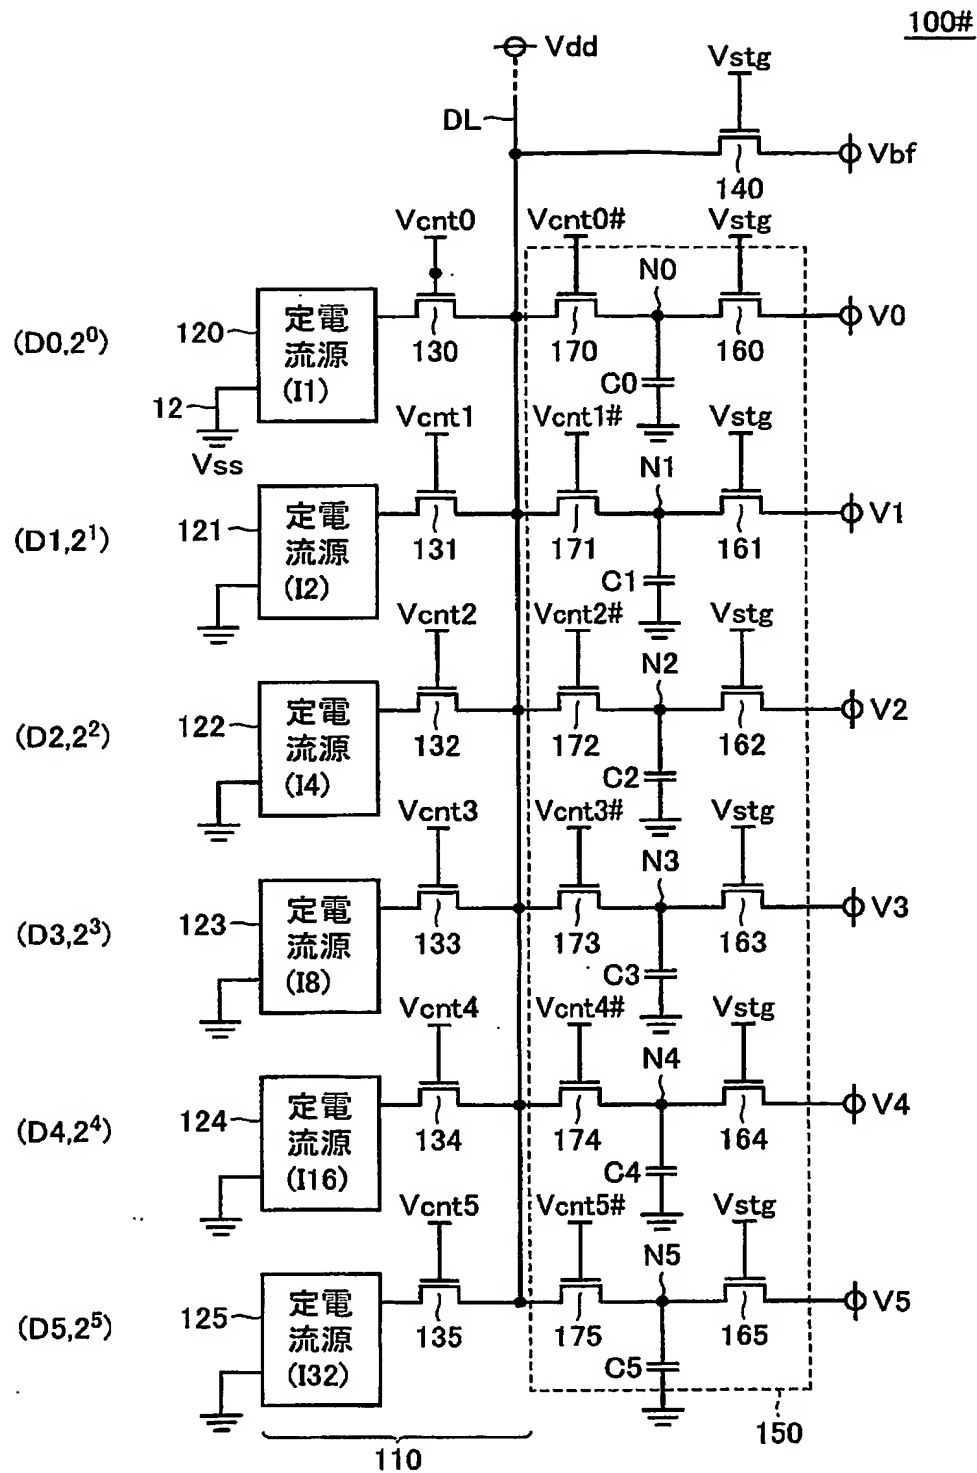 100#
Vdd
Vstg
DL
Vbf
140
Vcnt0
Vcnt0#
Vstg
N0
(D0,2⁰)
120
定電
流源
(I1)
130
170
160
V0
12
C0
Vss
Vcnt1
Vcnt1#
Vstg
N1
(D1,2¹)
121
定電
流源
(I2)
131
171
161
V1
C1
Vcnt2
Vcnt2#
Vstg
N2
(D2,2²)
122
定電
流源
(I4)
132
172
162
V2
C2
Vcnt3
Vcnt3#
Vstg
N3
(D3,2³)
123
定電
流源
(I8)
133
173
163
V3
C3
Vcnt4
Vcnt4#
Vstg
N4
(D4,2⁴)
124
定電
流源
(I16)
134
174
164
V4
C4
Vcnt5
Vcnt5#
Vstg
N5
(D5,2⁵)
125
定電
流源
(I32)
135
175
165
V5
C5
110
150